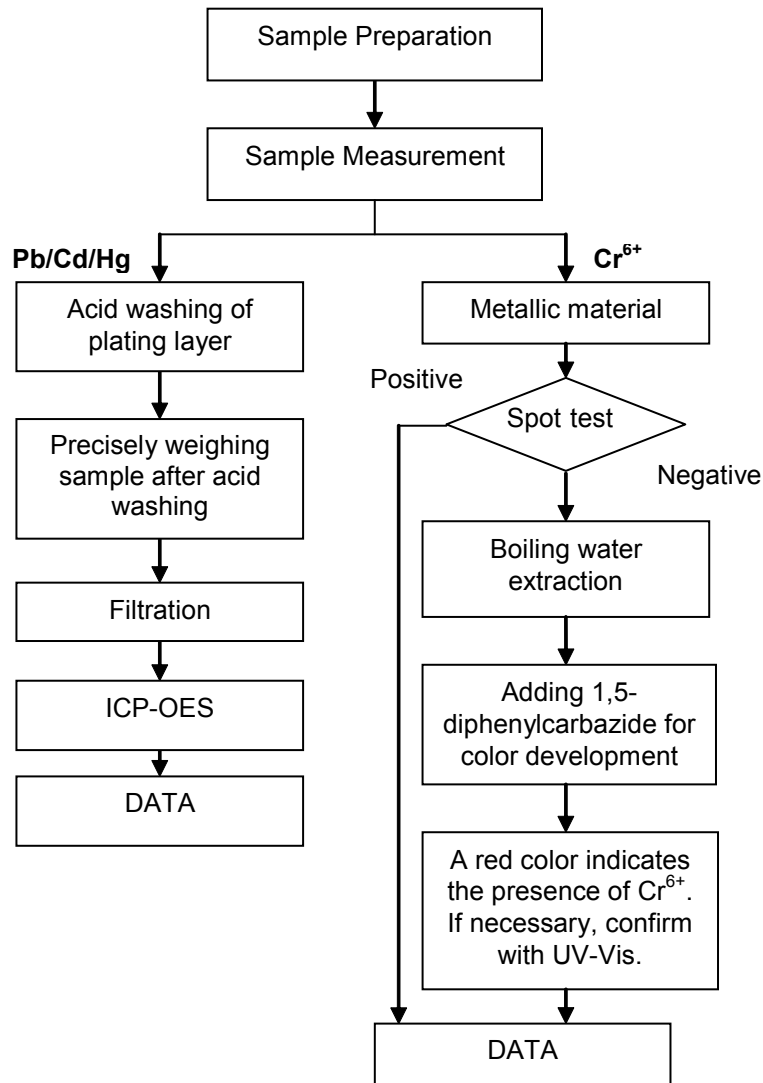 Sample Preparation
Sample Measurement
Pb/Cd/Hg
Acid washing of
plating layer
Precisely weighing
sample after acid
washing
Filtration
ICP-OES
DATA
Cr⁶⁺
Metallic material
Positive
Spot test
Negative
Boiling water
extraction
Adding 1,5-
diphenylcarbazide for
color development
A red color indicates
the presence of Cr⁶⁺.
If necessary, confirm
with UV-Vis.
DATA